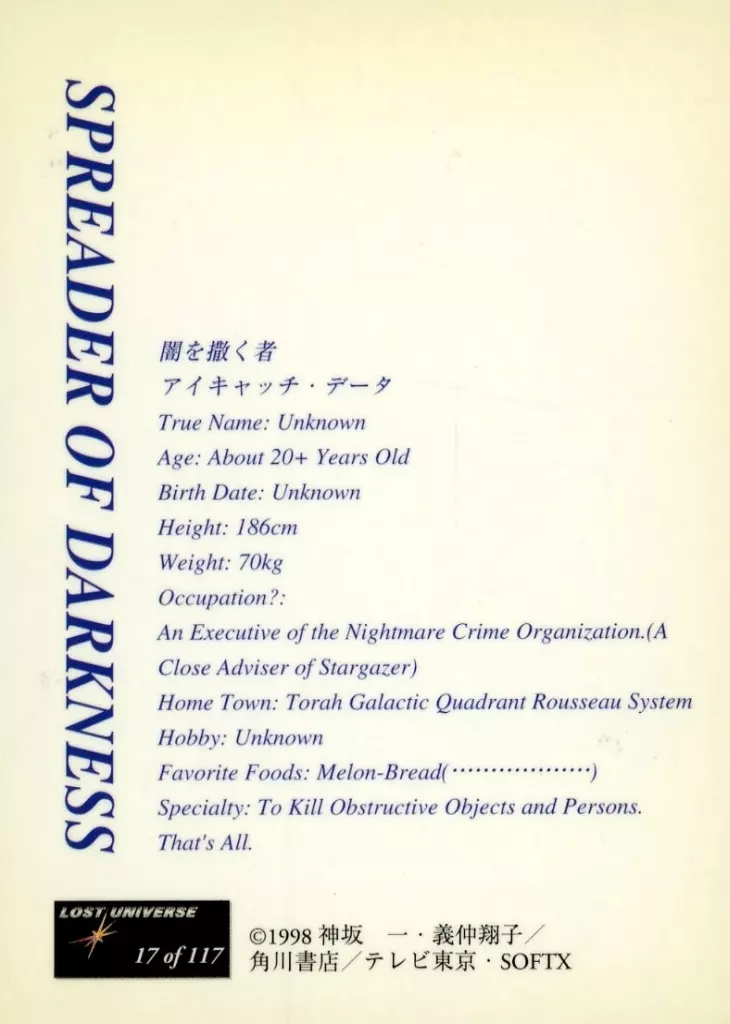 SPREADER OF DARKNESS
闇を撒く者
アイキャッチ・データ
True Name: Unknown
Age: About 20+ Years Old
Birth Date: Unknown
Height: 186cm
Weight: 70kg
Occupation?:
An Executive of the Nightmare Crime Organization.(A
Close Adviser of Stargazer)
Home Town: Torah Galactic Quadrant Rousseau System
Hobby: Unknown
Favorite Foods: Melon-Bread(⋯⋯⋯⋯⋯⋯)
Specialty: To Kill Obstructive Objects and Persons.
That's All.
LOST UNIVERSE
17 of 117
©1998 神坂　一・義仲翔子／
角川書店／テレビ東京・SOFTX